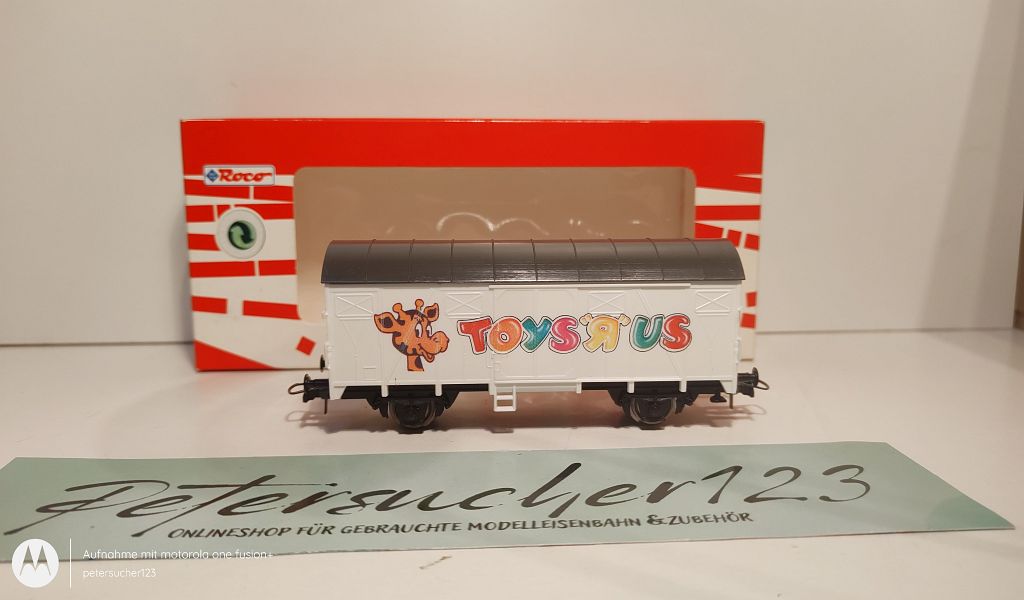 Roco
TOYS "Я" US
Petersucher123
ONLINESHOP FÜR GEBRAUCHTE MODELLEISENBAHN & ZUBEHÖR
Aufnahme mit motorola one fusion+
petersucher123